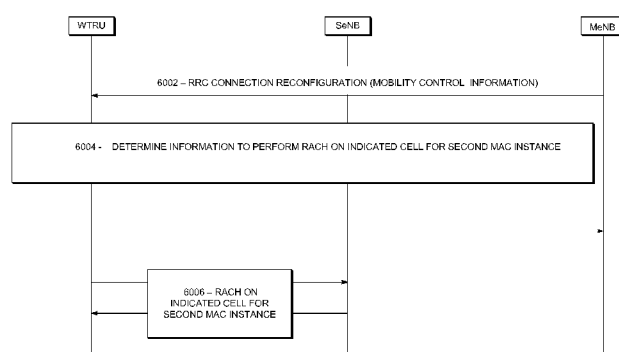 WTRU
SeNB
MeNB
6002 – RRC CONNECTION RECONFIGURATION (MOBILITY CONTROL INFORMATION)
6004 - DETERMINE INFORMATION TO PERFORM RACH ON INDICATED CELL FOR SECOND MAC INSTANCE
6006 – RACH ON
INDICATED CELL FOR
SECOND MAC INSTANCE